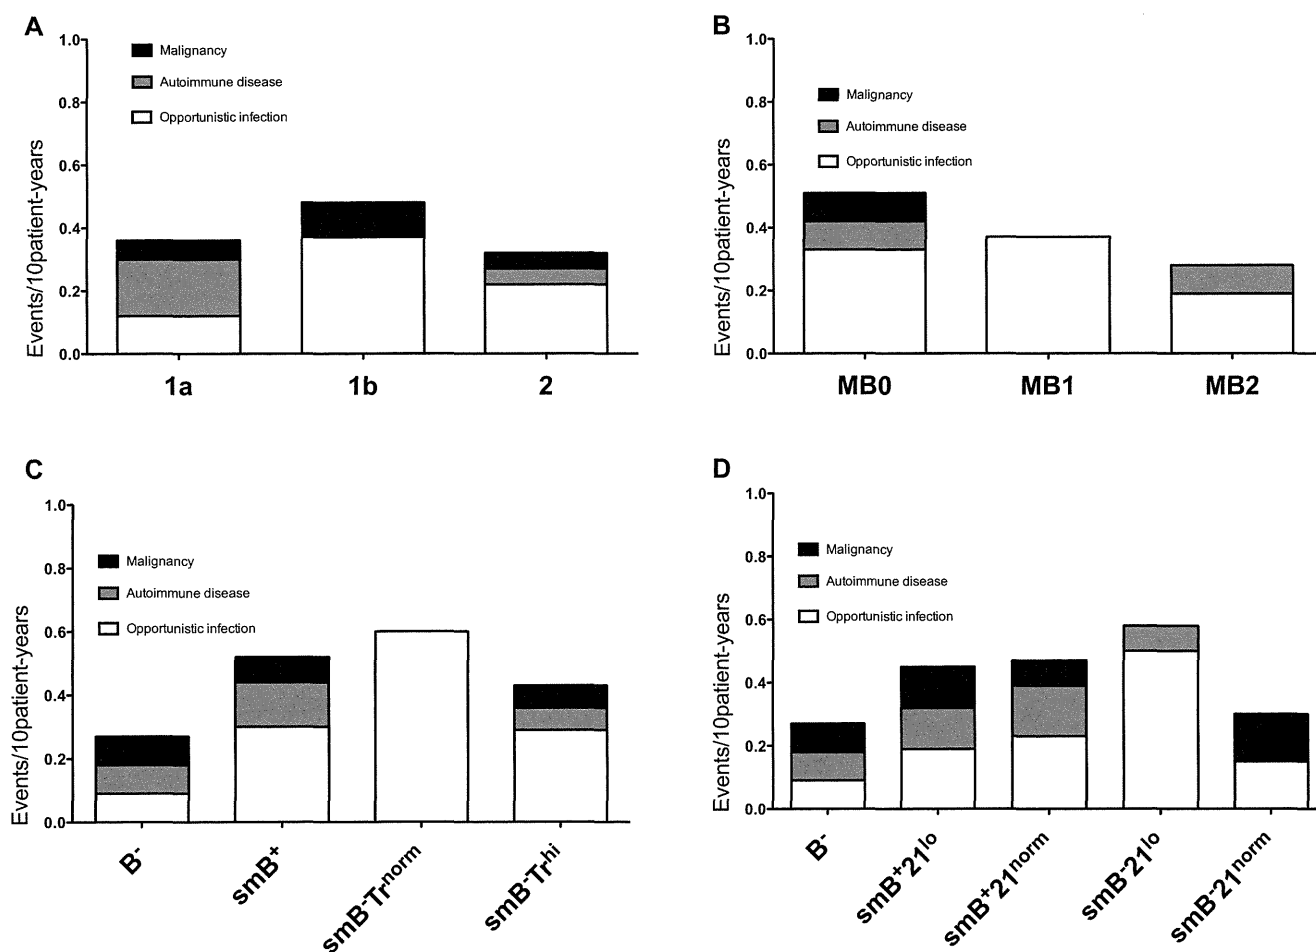 A
1.0
0.8
0.6
0.4
0.2
0.0
Events/10patient-years
Malignancy
Autoimmune disease
Opportunistic infection
1a 1b 2
B
1.0
0.8
0.6
0.4
0.2
0.0
Events/10patient-years
Malignancy
Autoimmune disease
Opportunistic infection
MB0 MB1 MB2
C
1.0
0.8
0.6
0.4
0.2
0.0
Events/10patient-years
Malignancy
Autoimmune disease
Opportunistic infection
B⁻ smB⁺ smB⁻Trⁿᵒʳᵐ smB⁻Trʰⁱ
D
1.0
0.8
0.6
0.4
0.2
0.0
Events/10patient-years
Malignancy
Autoimmune disease
Opportunistic infection
B⁻ smB⁺21ˡᵒ smB⁺21ⁿᵒʳᵐ smB⁻21ˡᵒ smB⁻21ⁿᵒʳᵐ